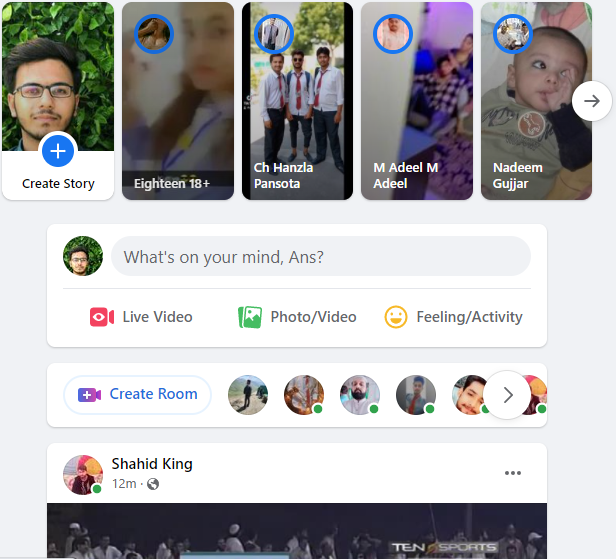 Create Story
Eighteen 18+
Ch Hanzla
Pansota
M Adeel M
Adeel
Nadeem
Gujjar
What's on your mind, Ans?
Live Video
Photo/Video
Feeling/Activity
Create Room
Shahid King
12m ·
TEN SPORTS